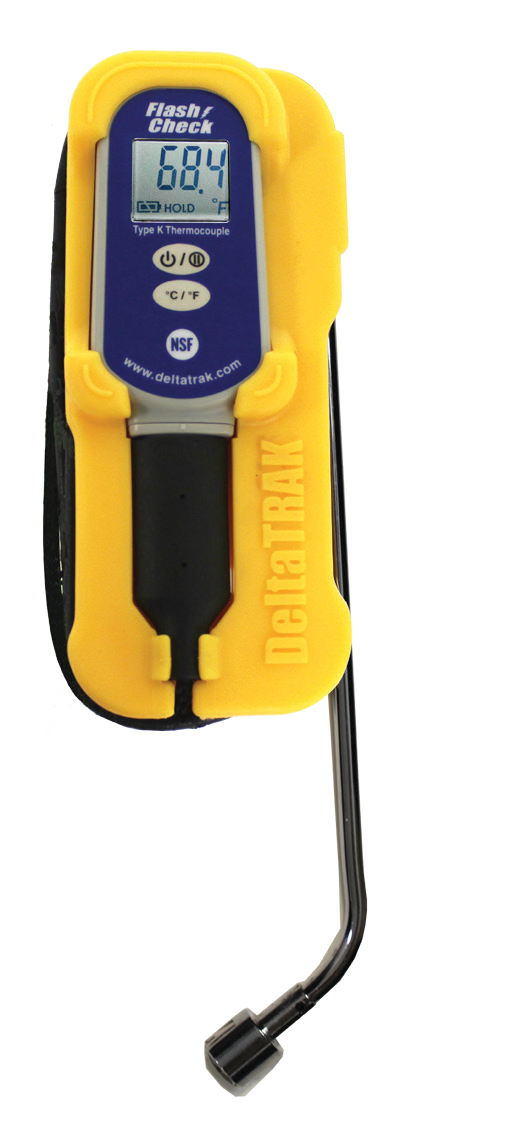 Flash
Check
68.4
HOLD °F
Type K Thermocouple
°C / °F
NSF
www.deltatrak.com
DeltaTRAK